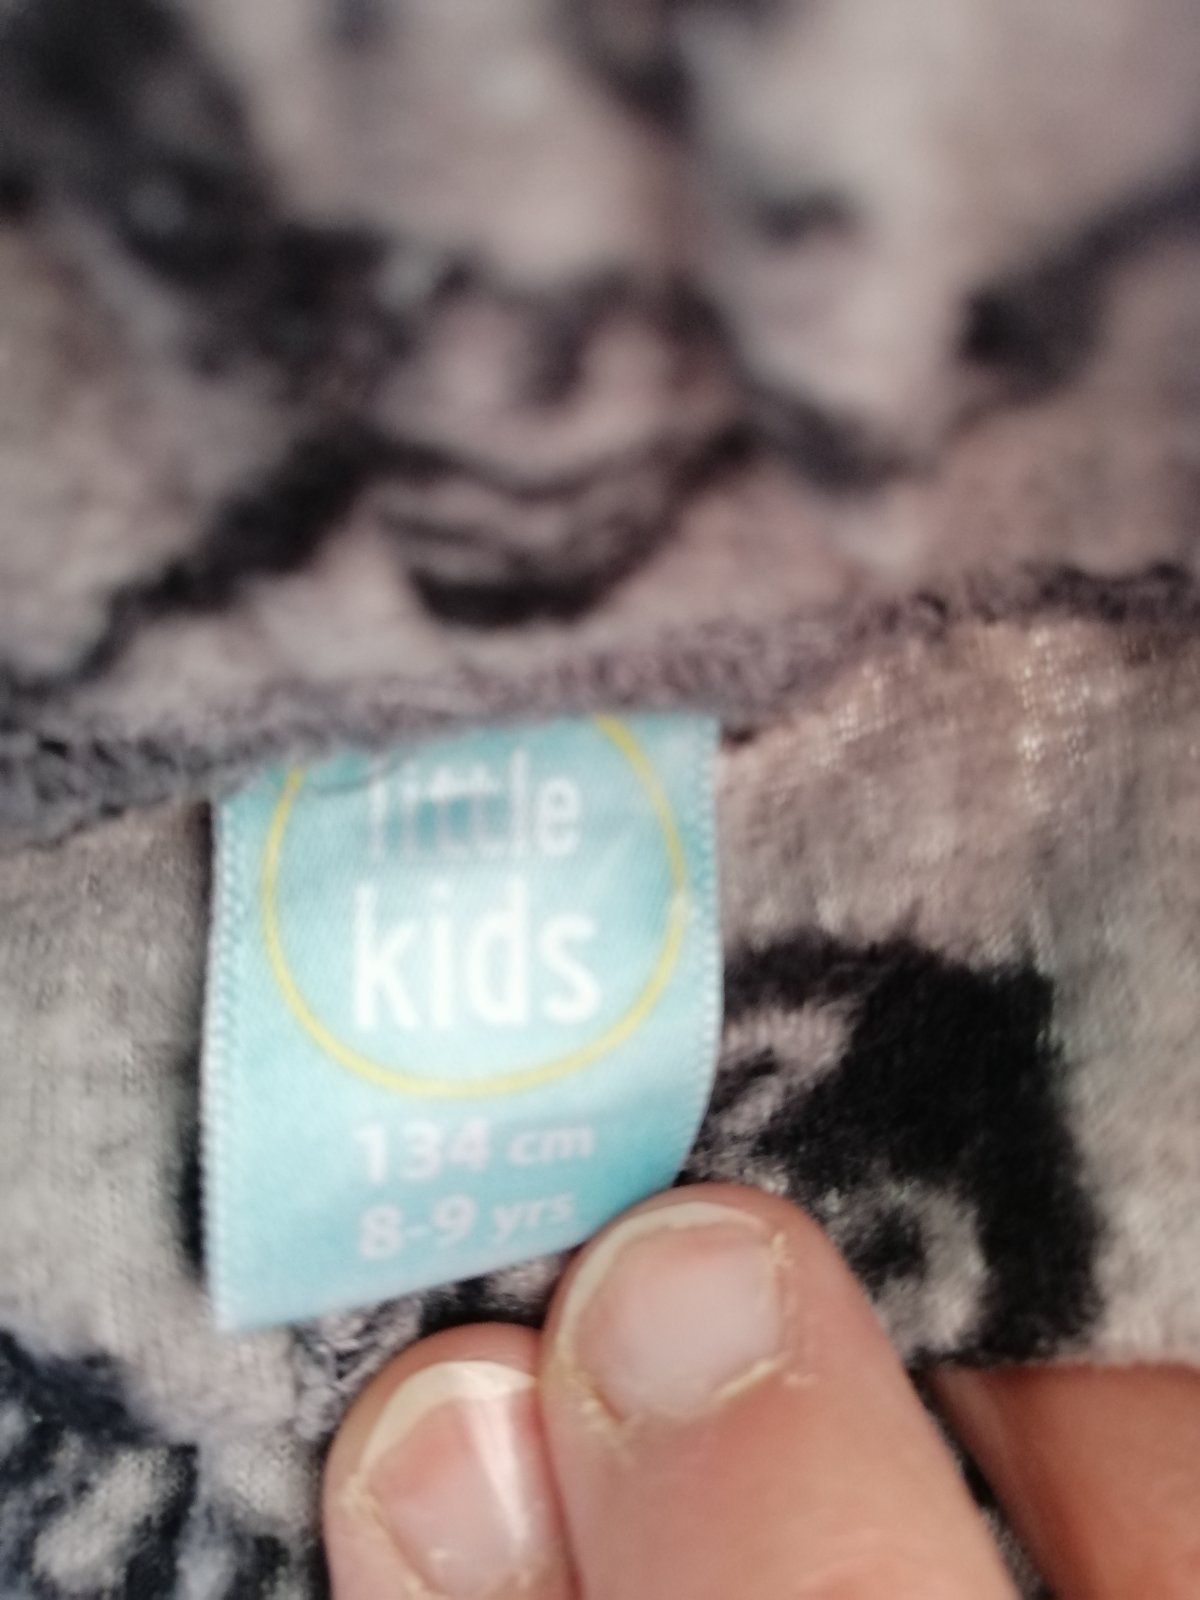 little
kids
134 cm
8-9 yrs